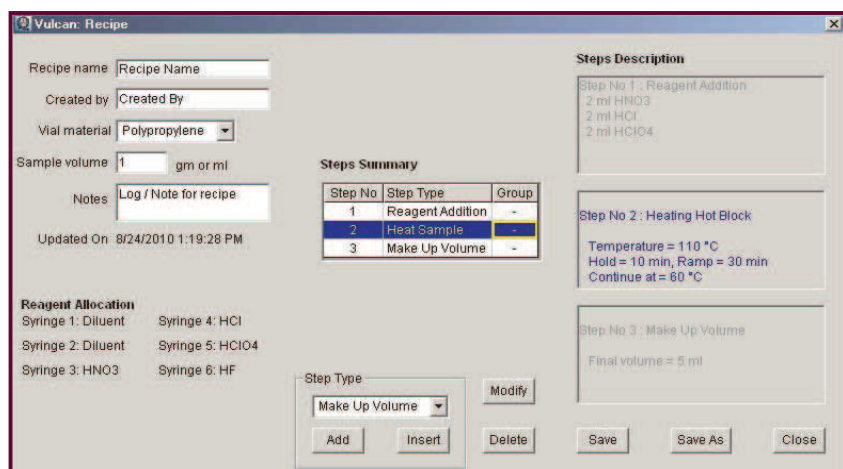 Vulcan: Recipe
Recipe name Recipe Name
Created by Created By
Vial material Polypropylene
Sample volume 1 gm or ml
Notes Log / Note for recipe
Updated On 8/24/2010 1:19:28 PM
Reagent Allocation
Syringe 1: Diluent Syringe 4: HCl
Syringe 2: Diluent Syringe 5: HClO4
Syringe 3: HNO3 Syringe 6: HF
Steps Summary
Step No Step Type Group
1 Reagent Addition -
2 Heat Sample -
3 Make Up Volume -
Step Type
Make Up Volume
Add Insert
Modify
Delete
Steps Description
Step No 1 : Reagent Addition
2 ml HNO3
2 ml HCl
2 ml HClO4
Step No 2 : Heating Hot Block
Temperature = 110 °C
Hold = 10 min, Ramp = 30 min
Continue at = 60 °C
Step No 3 : Make Up Volume
Final volume = 5 ml
Save Save As Close